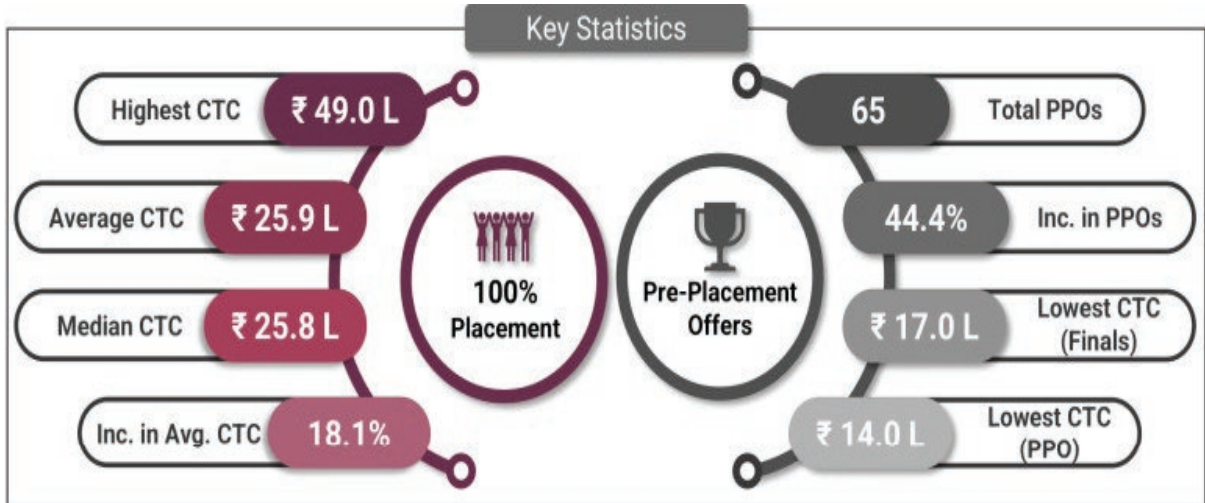 Key Statistics
Highest CTC ₹ 49.0 L
Average CTC ₹ 25.9 L
Median CTC ₹ 25.8 L
Inc. in Avg. CTC 18.1%
100%
Placement
Pre-Placement
Offers
65 Total PPOs
44.4% Inc. in PPOs
₹ 17.0 L Lowest CTC
(Finals)
₹ 14.0 L Lowest CTC
(PPO)